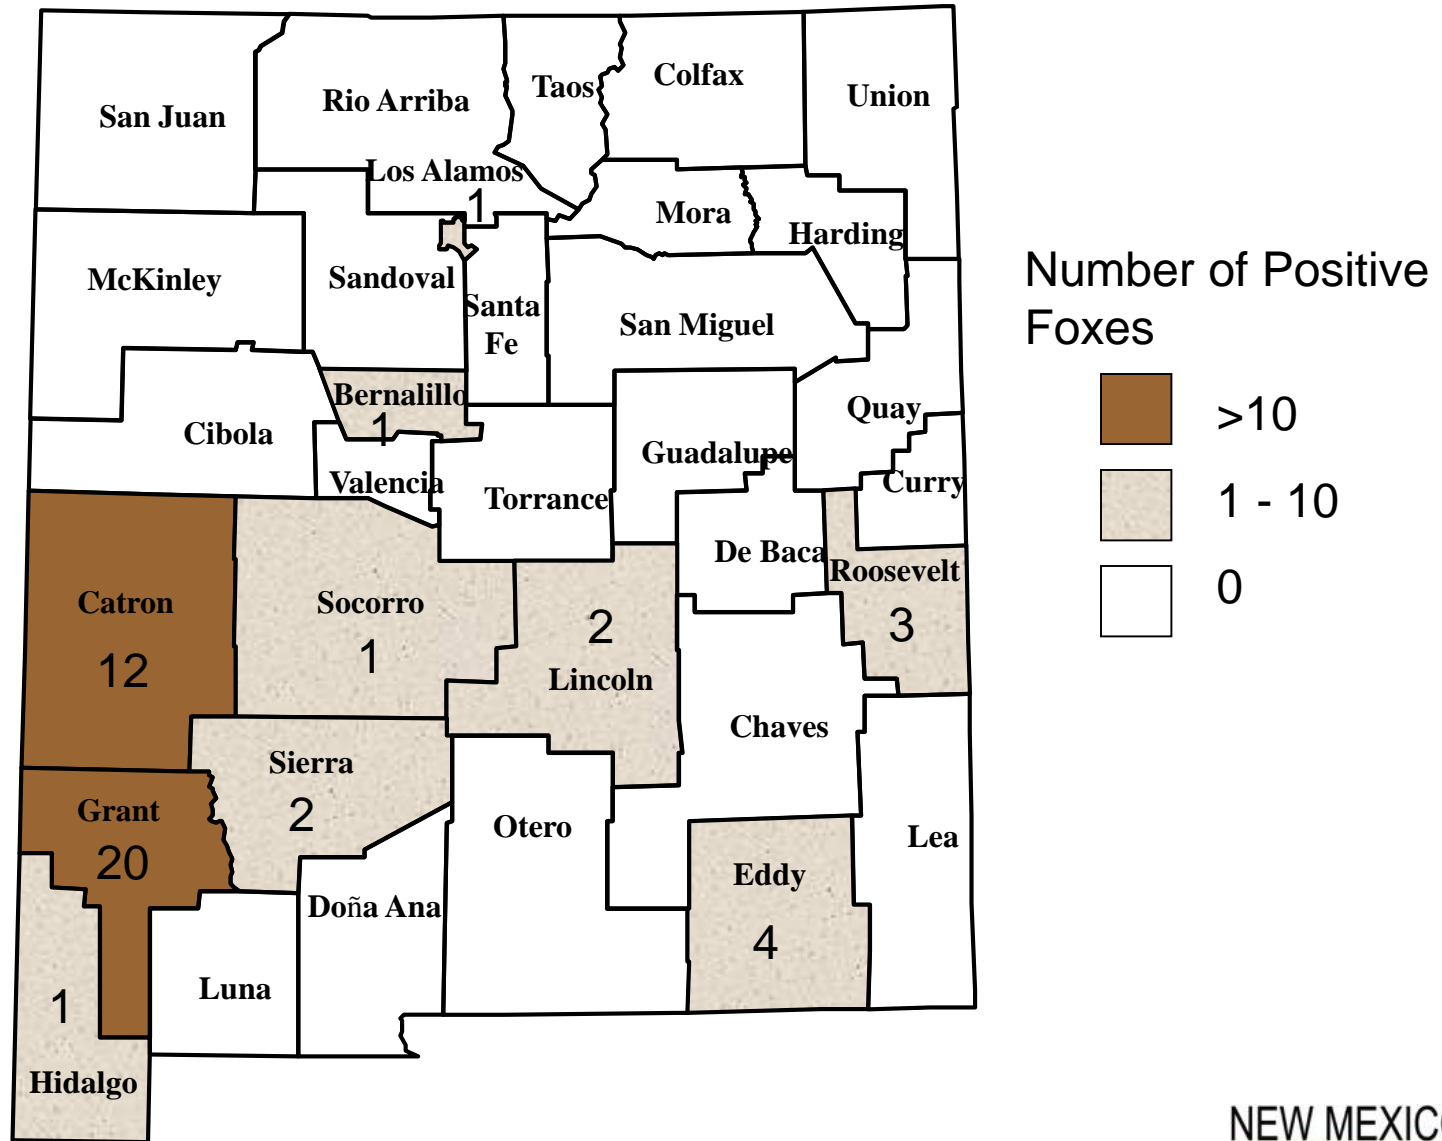 San Juan
Rio Arriba
Taos
Colfax
Union
Los Alamos
1
Mora
Harding
McKinley
Sandoval
Santa
Fe
San Miguel
Number of Positive
Foxes
>10
1 - 10
0
Bernalillo
1
Cibola
Valencia
Torrance
Guadalupe
Quay
Curry
De Baca
Roosevelt
3
Catron
12
Socorro
1
2
Lincoln
Chaves
Sierra
2
Grant
20
Otero
Lea
Eddy
4
Doña Ana
Luna
1
Hidalgo
NEW MEXIC